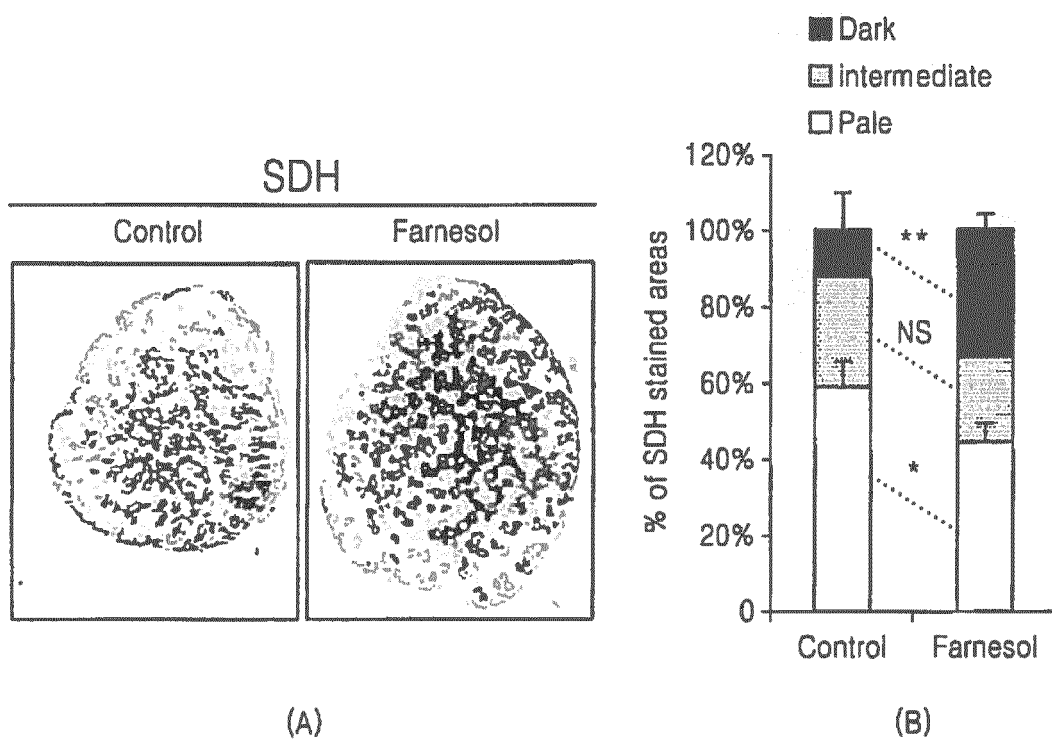 SDH
Control Farnesol
(A)
Dark
intermediate
Pale
% of SDH stained areas
120%
100%
80%
60%
40%
20%
0
**
NS
*
Control Farnesol
(B)